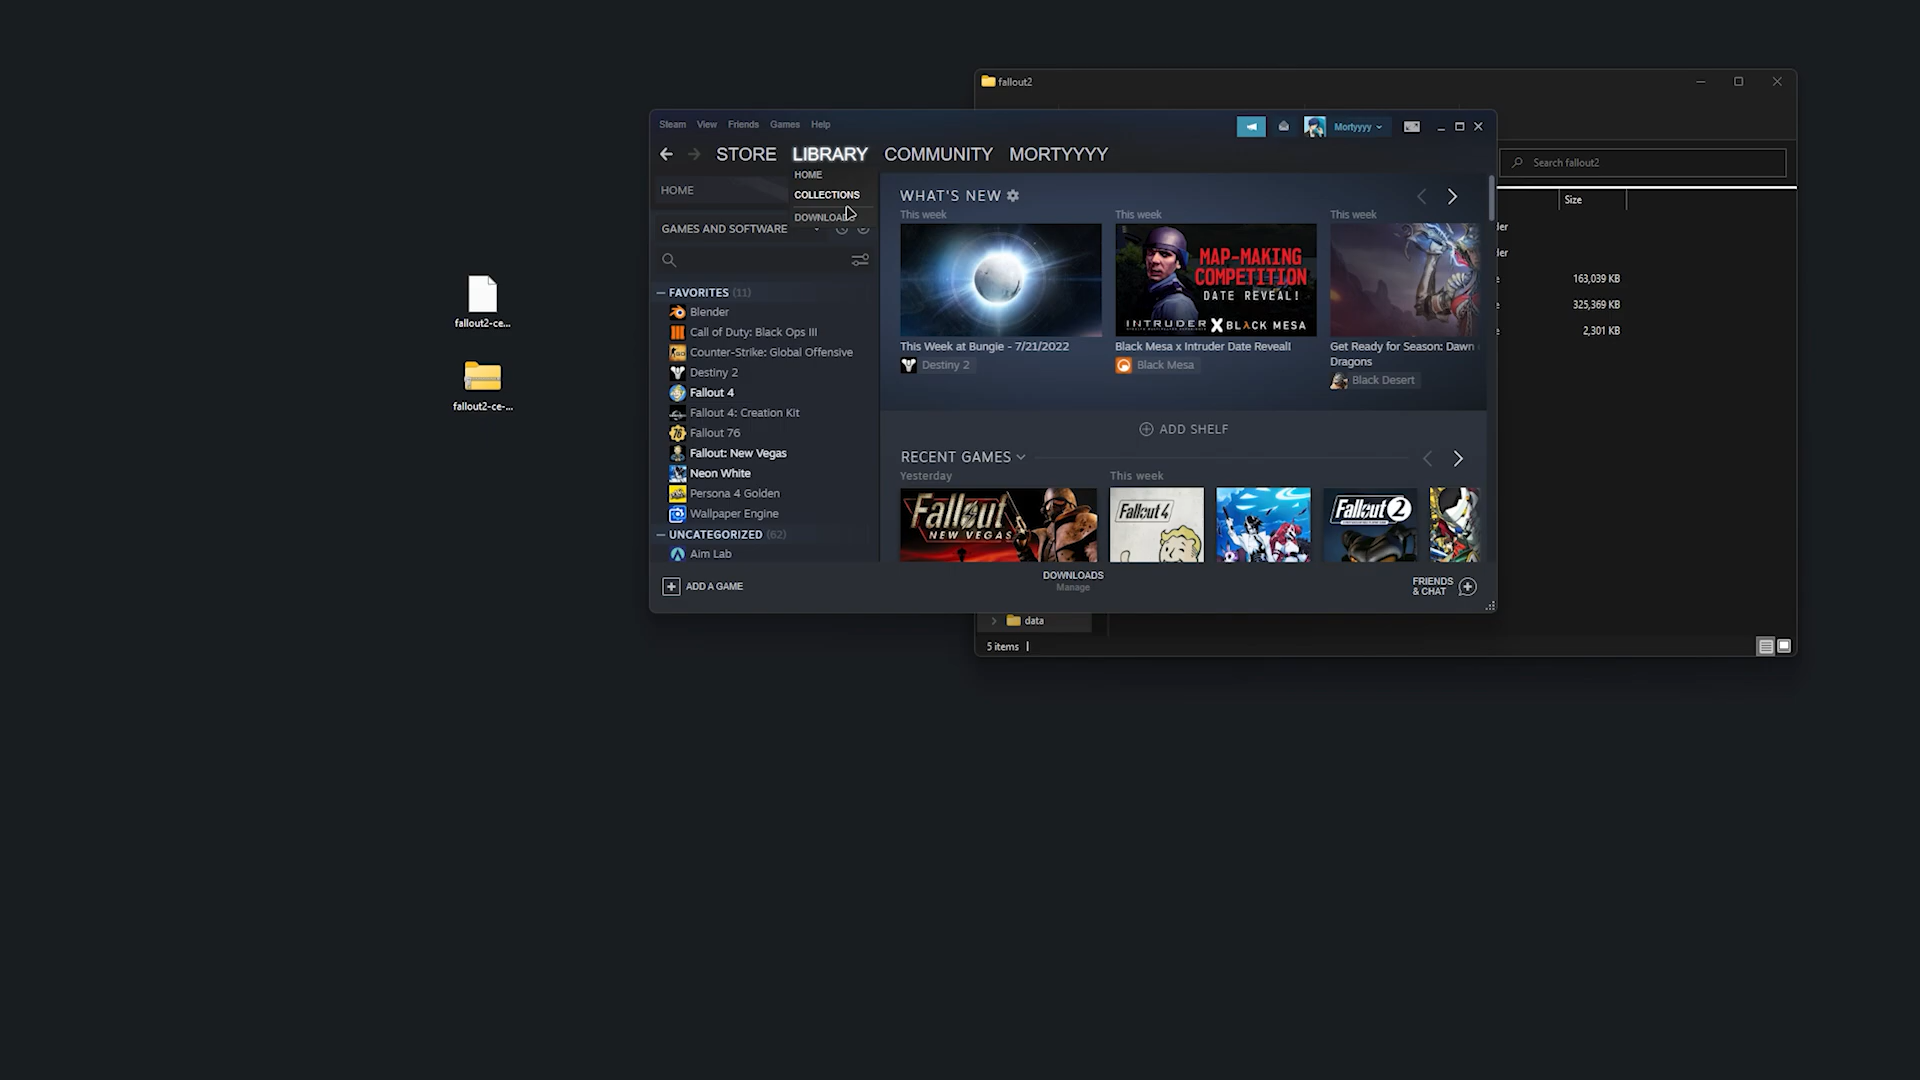 fallout2
Steam View Friends Games Help
Mortyyyy
STORE LIBRARY COMMUNITY MORTYYYY
Search fallout2
HOME
COLLECTIONS
DOWNLOADS
HOME
GAMES AND SOFTWARE
FAVORITES (11)
Blender
Call of Duty: Black Ops III
Counter-Strike: Global Offensive
Destiny 2
Fallout 4
Fallout 4: Creation Kit
Fallout 76
Fallout: New Vegas
Neon White
Persona 4 Golden
Wallpaper Engine
UNCATEGORIZED (62)
Aim Lab
WHAT'S NEW
This week
This week
This week
MAP-MAKING
COMPETITION
DATE REVEAL!
INTRUDER X BLACK MESA
This Week at Bungie - 7/21/2022
Destiny 2
Black Mesa x Intruder Date Reveal!
Black Mesa
Get Ready for Season: Dawn
Dragons
Black Desert
ADD SHELF
RECENT GAMES
Yesterday
This week
Fallout
NEW VEGAS
Fallout 4
Fallout 2
ADD A GAME
DOWNLOADS
Manage
FRIENDS
& CHAT
Size
der
der
e 163,039 KB
e 325,369 KB
e 2,301 KB
data
5 items
fallout2-ce...
fallout2-ce-...